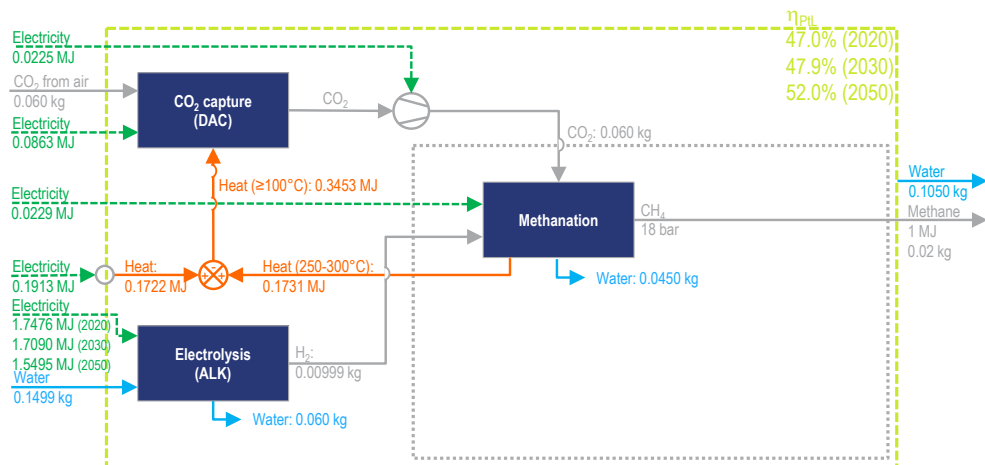 η PtL
47.0% (2020)
47.9% (2030)
52.0% (2050)
Electricity
0.0225 MJ
CO2 from air
0.060 kg
Electricity
0.0863 MJ
CO2 capture
(DAC)
CO2
CO2: 0.060 kg
Heat (≥100°C): 0.3453 MJ
Electricity
0.0229 MJ
Methanation
CH4
18 bar
Water
0.1050 kg
Methane
1 MJ
0.02 kg
Electricity
0.1913 MJ
Heat:
0.1722 MJ
+ - +
Heat (250-300°C):
0.1731 MJ
Water: 0.0450 kg
Electricity
1.7476 MJ (2020)
1.7090 MJ (2030)
1.5495 MJ (2050)
Water
0.1499 kg
Electrolysis
(ALK)
H2:
0.00999 kg
Water: 0.060 kg